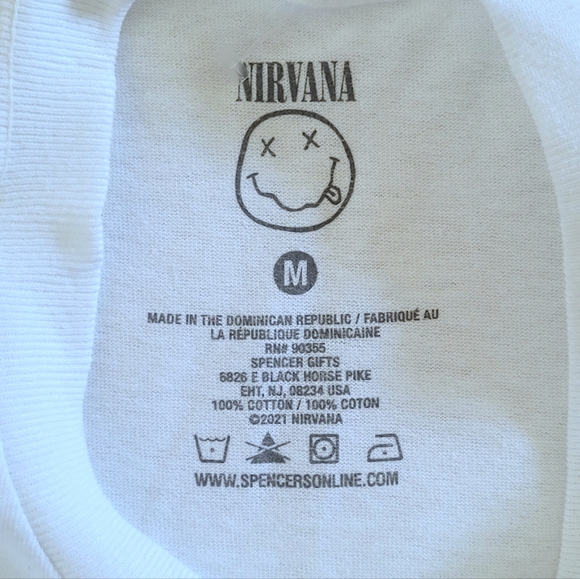 NIRVANA
M
MADE IN THE DOMINICAN REPUBLIC / FABRIQUÉ AU
LA RÉPUBLIQUE DOMINICAINE
RN# 90355
SPENCER GIFTS
6826 E BLACK HORSE PIKE
EHT, NJ, 08234 USA
100% COTTON / 100% COTON
©2021 NIRVANA
WWW.SPENCERSONLINE.COM